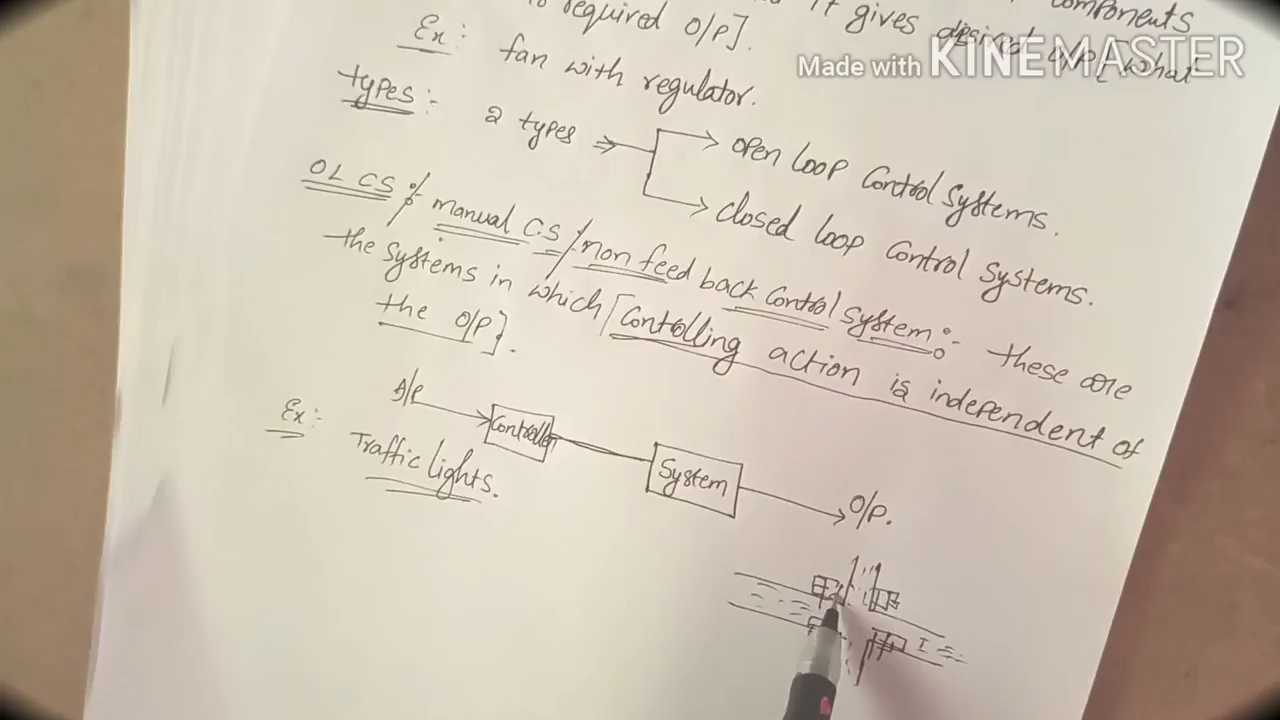 components
required O/P]. it gives desired O/P [what
Made with KINEMASTER
Ex: fan with regulator.
types:- 2 types ⇒ open loop control systems.
closed loop control systems.
OL CS :- manual CS / non feed back control system :- these are
the systems in which [controlling action is independent of
the O/P].
Ex:- Traffic lights.
I/P
Controller
System
O/P.
I